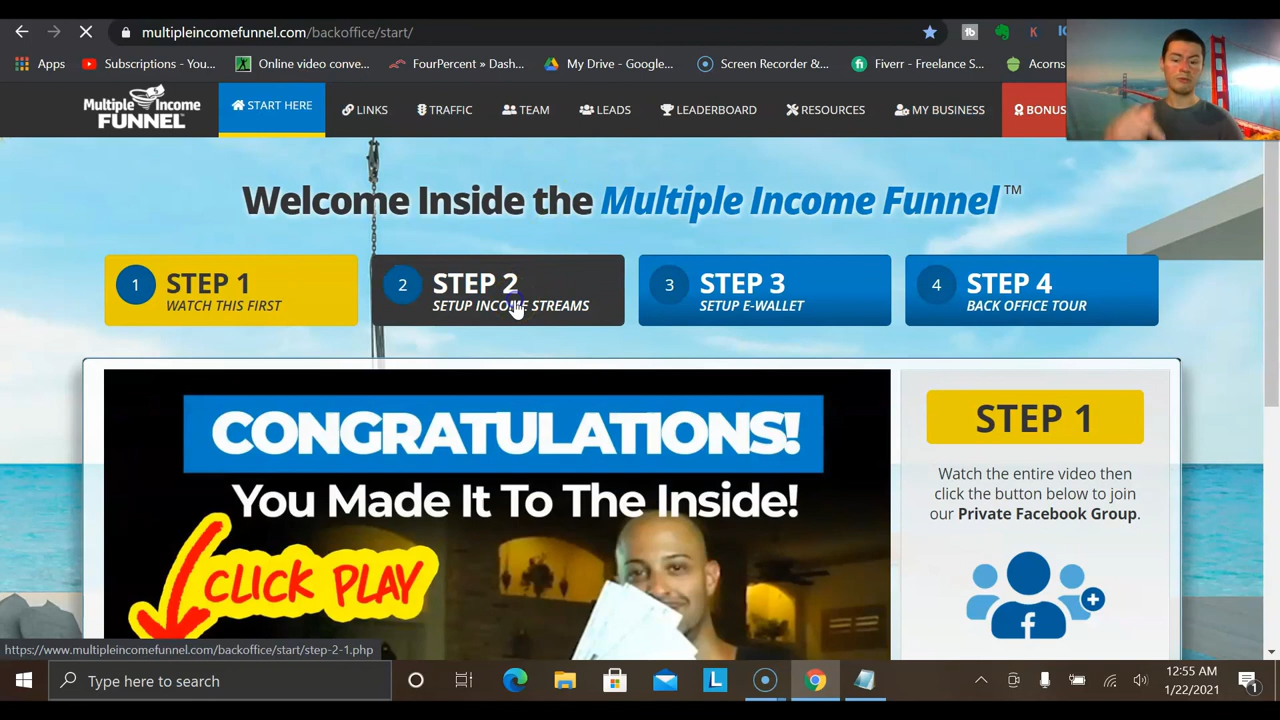 multipleincomefunnel.com/backoffice/start/
Apps
Subscriptions - You...
Online video conve...
FourPercent » Dash...
My Drive - Google...
Screen Recorder &...
Fiverr - Freelance S...
Acorns
Multiple Income
FUNNEL
START HERE
LINKS
TRAFFIC
TEAM
LEADS
LEADERBOARD
RESOURCES
MY BUSINESS
BONUS
Welcome Inside the Multiple Income Funnel™
1 STEP 1
WATCH THIS FIRST
2 STEP 2
SETUP INCOME STREAMS
3 STEP 3
SETUP E-WALLET
4 STEP 4
BACK OFFICE TOUR
CONGRATULATIONS!
You Made It To The Inside!
CLICK PLAY
STEP 1
Watch the entire video then
click the button below to join
our Private Facebook Group.
https://www.multipleincomefunnel.com/backoffice/start/step-2-1.php
Type here to search
12:55 AM
1/22/2021